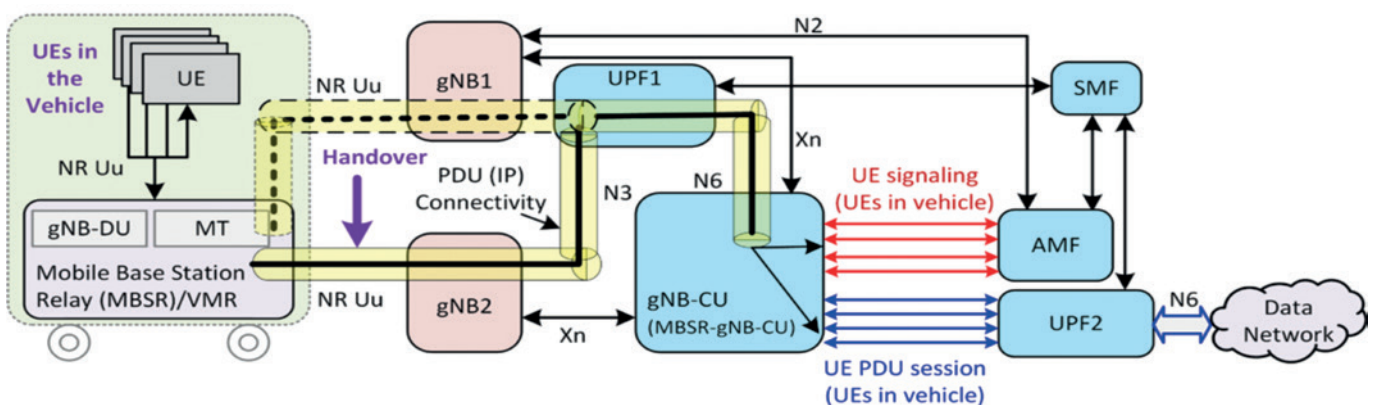 UEs in
the
Vehicle
UE
NR Uu
gNB-DU
MT
Mobile Base Station
Relay (MBSR)/VMR
NR Uu
Handover
NR Uu
gNB1
UPF1
PDU (IP)
Connectivity
N3
gNB2
Xn
N2
Xn
N6
gNB-CU
(MBSR-gNB-CU)
UE signaling
(UEs in vehicle)
UE PDU session
(UEs in vehicle)
SMF
AMF
UPF2
N6
Data
Network